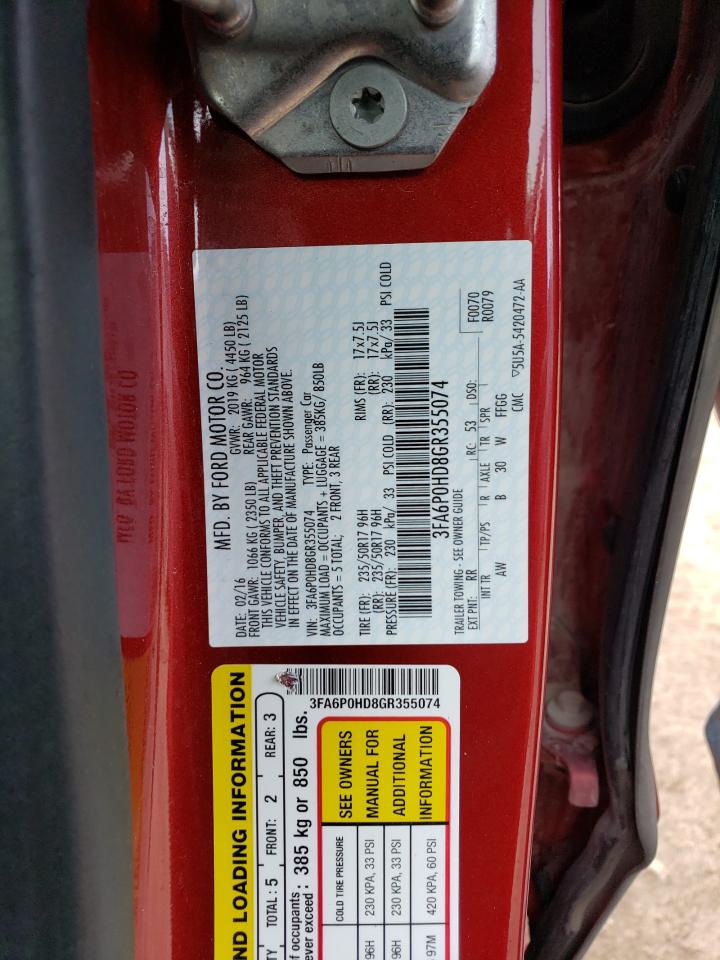 MFD. BY FORD MOTOR CO.
DATE: 02/16 GVWR: 2019 KG ( 4450 LB)
FRONT GAWR: 1066 KG ( 2350 LB) REAR GAWR: 964 KG ( 2125 LB)
THIS VEHICLE CONFORMS TO ALL APPLICABLE FEDERAL MOTOR
VEHICLE SAFETY, BUMPER, AND THEFT PREVENTION STANDARDS
IN EFFECT ON THE DATE OF MANUFACTURE SHOWN ABOVE.
VIN: 3FA6P0HD8GR355074 TYPE: Passenger Car
MAXIMUM LOAD = OCCUPANTS + LUGGAGE = 385KG/ 850LB
OCCUPANTS = 5 TOTAL; 2 FRONT, 3 REAR
TIRE (FR): 235/50R17 96H RIMS (FR): 17x7.5J
(RR): 235/50R17 96H (RR): 17x7.5J
PRESSURE (FR): 230 kPa/ 33 PSI COLD (RR): 230 kPa/ 33 PSI COLD
3FA6P0HD8GR355074
TRAILER TOWING - SEE OWNER GUIDE F0070
EXT PNT: RR RC: 53 DSO: R0079
INT TR TP/PS R AXLE TR SPR
AW B 30 W FFGG
CMC ▽5U5A-5420472-AA
ND LOADING INFORMATION
TY TOTAL: 5 FRONT: 2 REAR: 3
f occupants
ever exceed : 385 kg or 850 lbs.
3FA6P0HD8GR355074
COLD TIRE PRESSURE
96H 230 KPA, 33 PSI
96H 230 KPA, 33 PSI
97M 420 KPA, 60 PSI
SEE OWNERS
MANUAL FOR
ADDITIONAL
INFORMATION